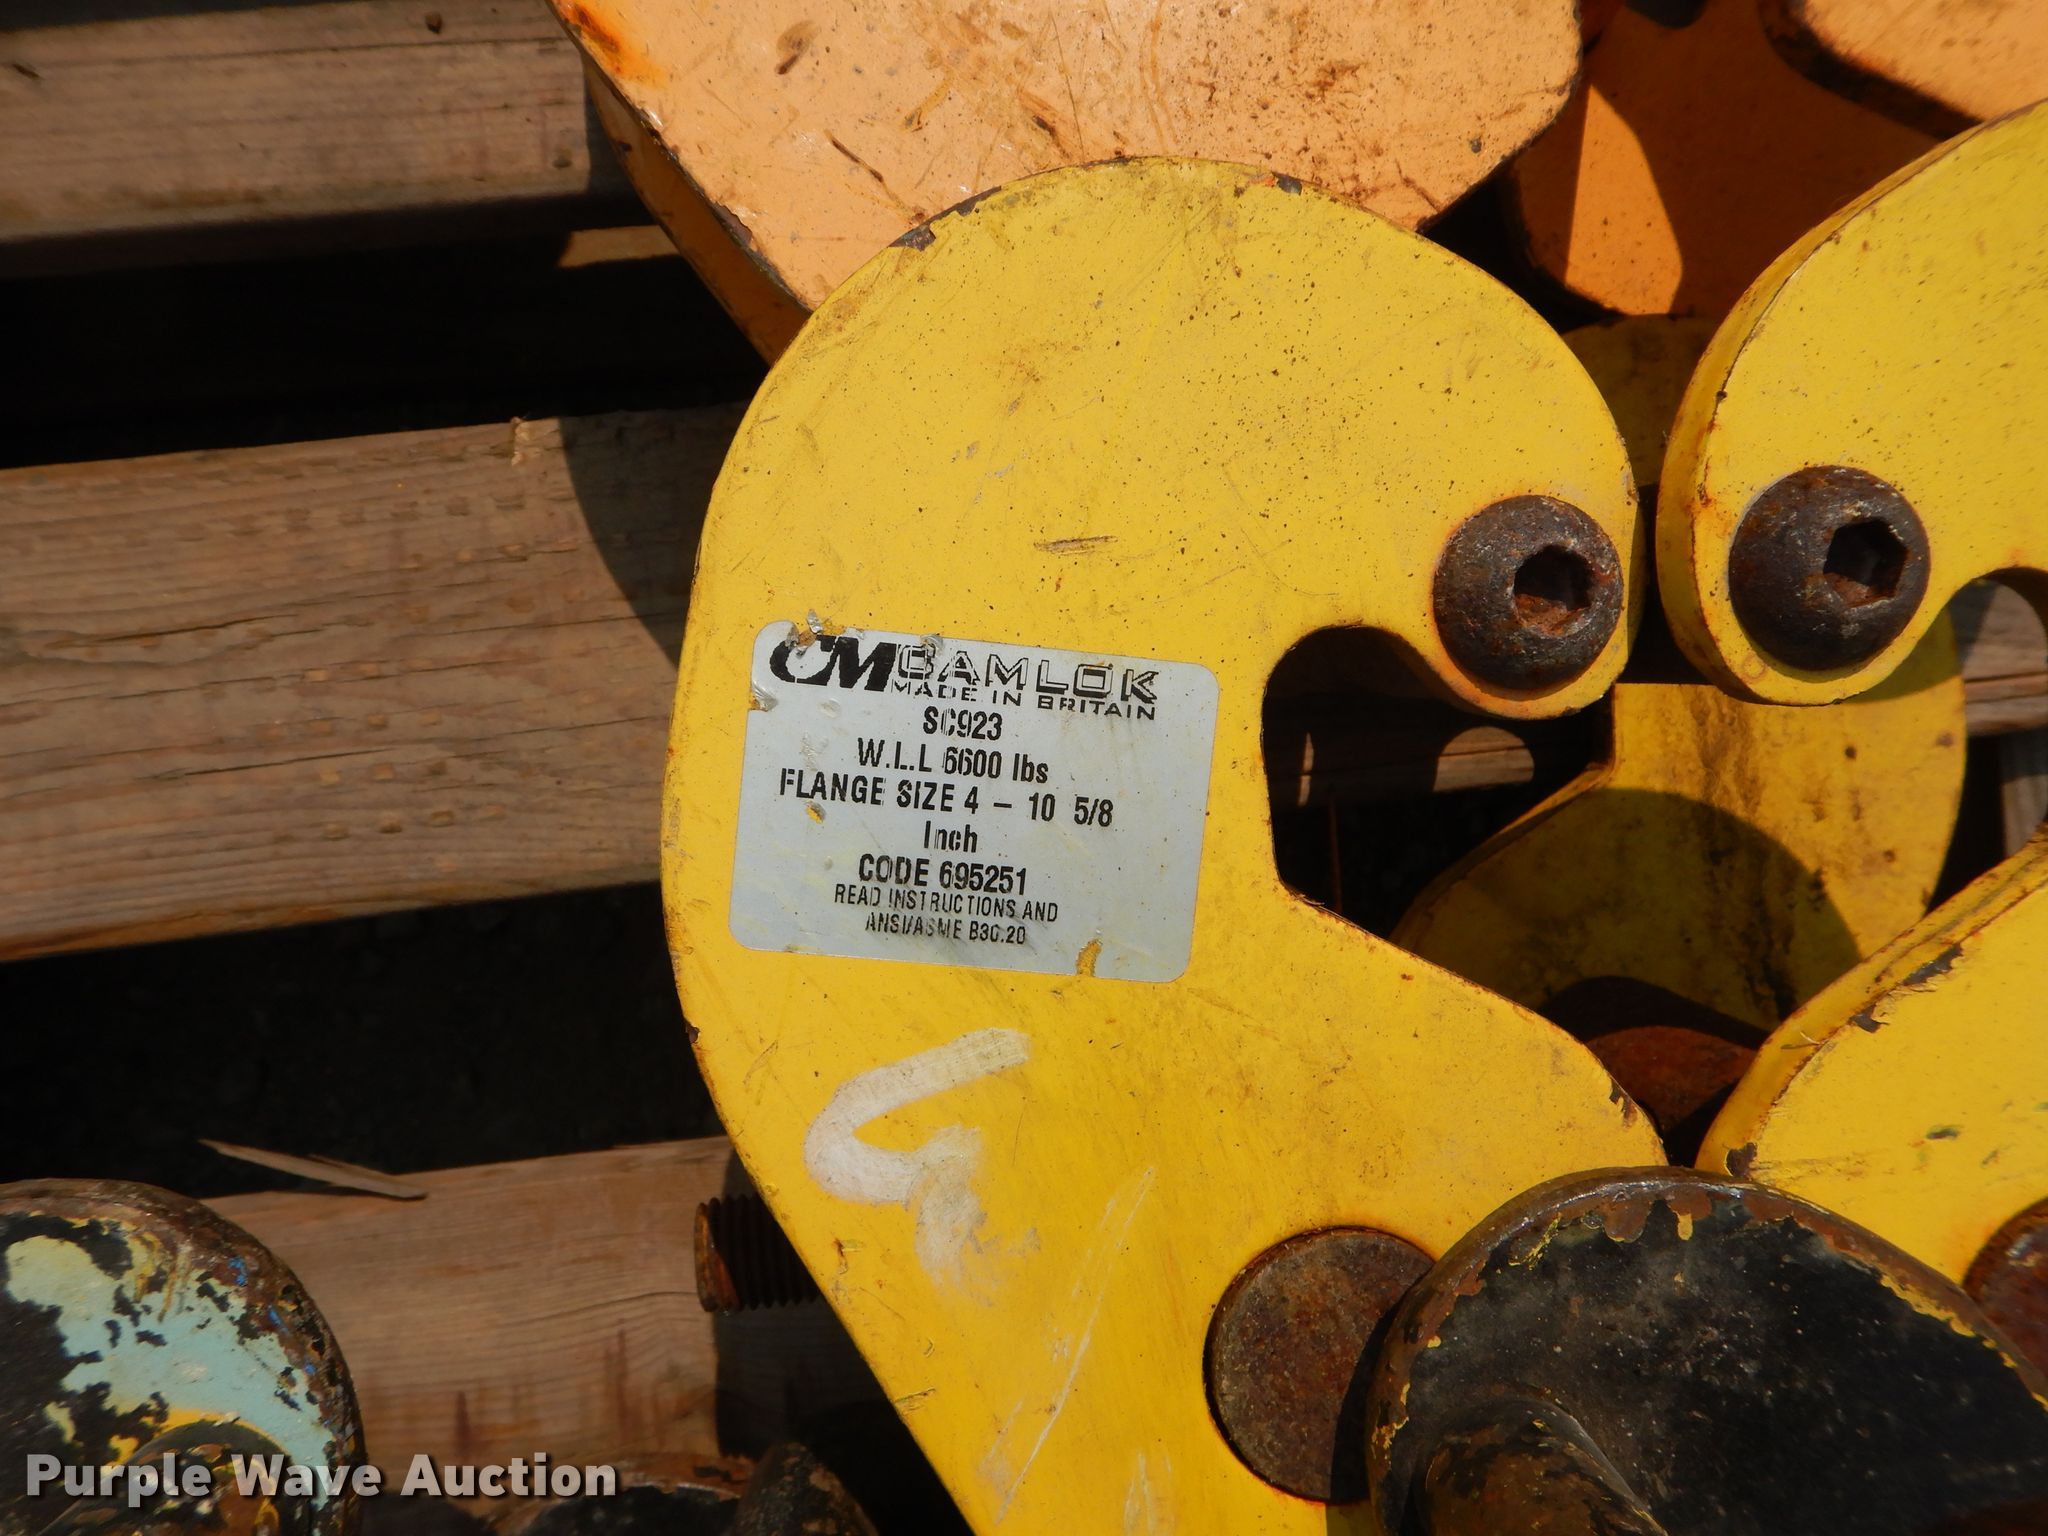 CM CAMLOK
MADE IN BRITAIN
SC923
W.L.L 6600 lbs
FLANGE SIZE 4 – 10 5/8
Inch
CODE 695251
READ INSTRUCTIONS AND
ANSI/ASME B30.20
Purple Wave Auction